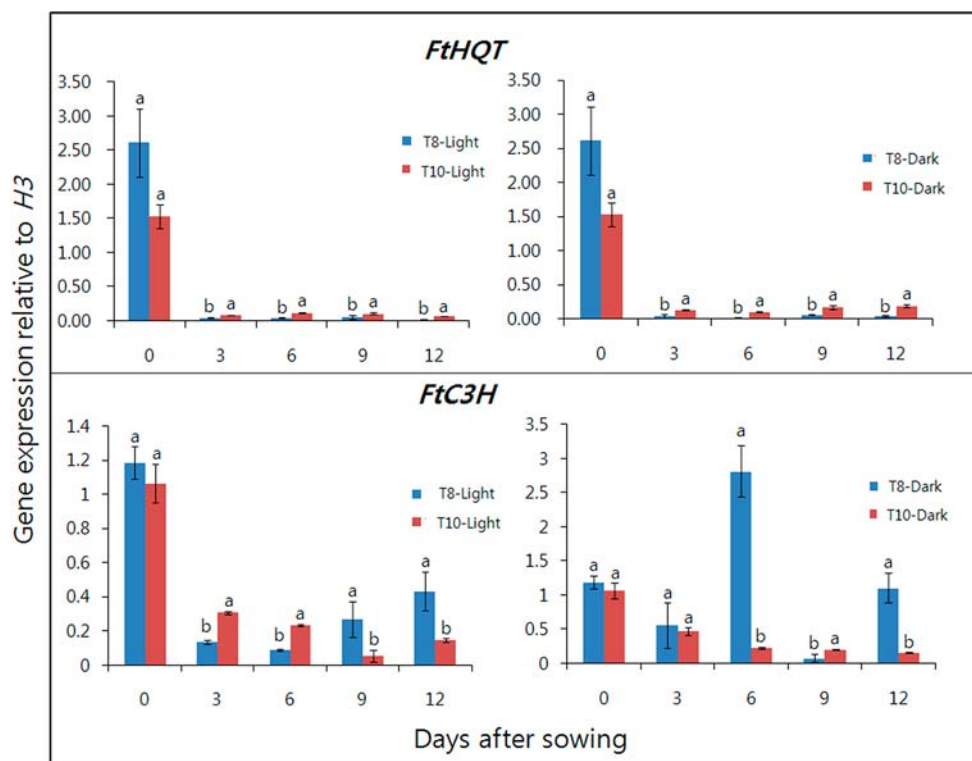 Gene expression relative to H3
FtHQT
3.50
3.00
2.50
2.00
1.50
1.00
0.50
0.00
a
a
b a
b a
b a
b a
T8-Light
T10-Light
0 3 6 9 12
3.50
3.00
2.50
2.00
1.50
1.00
0.50
0.00
a
a
b a
b a
b a
b a
T8-Dark
T10-Dark
0 3 6 9 12
FtC3H
1.4
1.2
1
0.8
0.6
0.4
0.2
0
a a
b a
b a
a b
a b
T8-Light
T10-Light
0 3 6 9 12
3.5
3
2.5
2
1.5
1
0.5
0
a a
a a
a b
b a
a b
T8-Dark
T10-Dark
0 3 6 9 12
Days after sowing